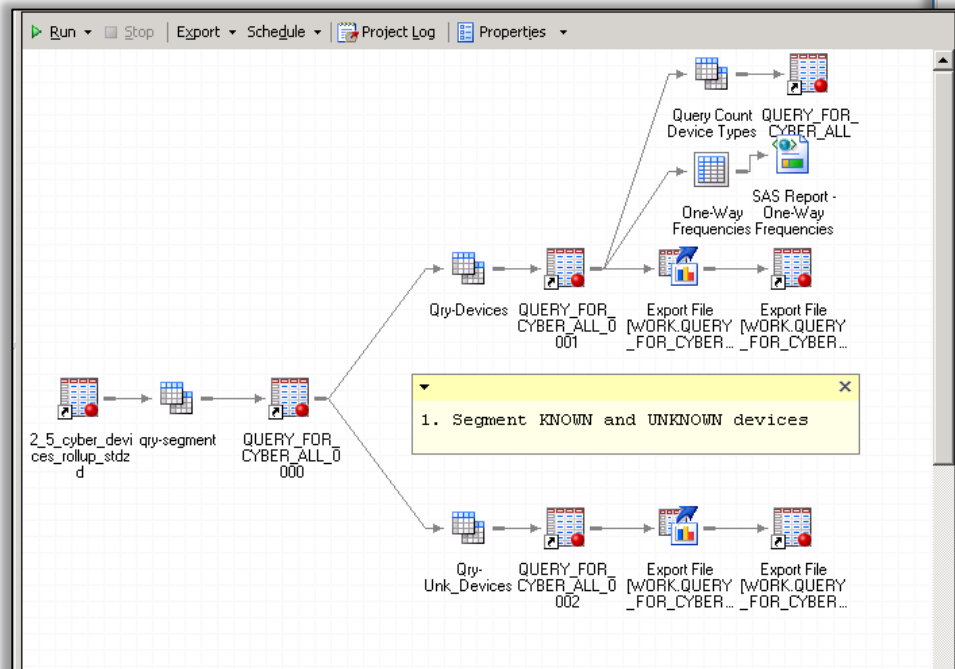 Run Stop Export Schedule Project Log Properties
Query Count
Device Types
QUERY_FOR_
CYBER_ALL
One-Way
Frequencies
SAS Report -
One-Way
Frequencies
Qry-Devices
QUERY_FOR_
CYBER_ALL_0
001
Export File
[WORK.QUERY
_FOR_CYBER...
Export File
[WORK.QUERY
_FOR_CYBER...
1. Segment KNOWN and UNKNOWN devices
2_5_cyber_devi
ces_rollup_stdz
d
qry-segment
QUERY_FOR_
CYBER_ALL_0
000
Qry-
Unk_Devices
QUERY_FOR_
CYBER_ALL_0
002
Export File
[WORK.QUERY
_FOR_CYBER...
Export File
[WORK.QUERY
_FOR_CYBER...